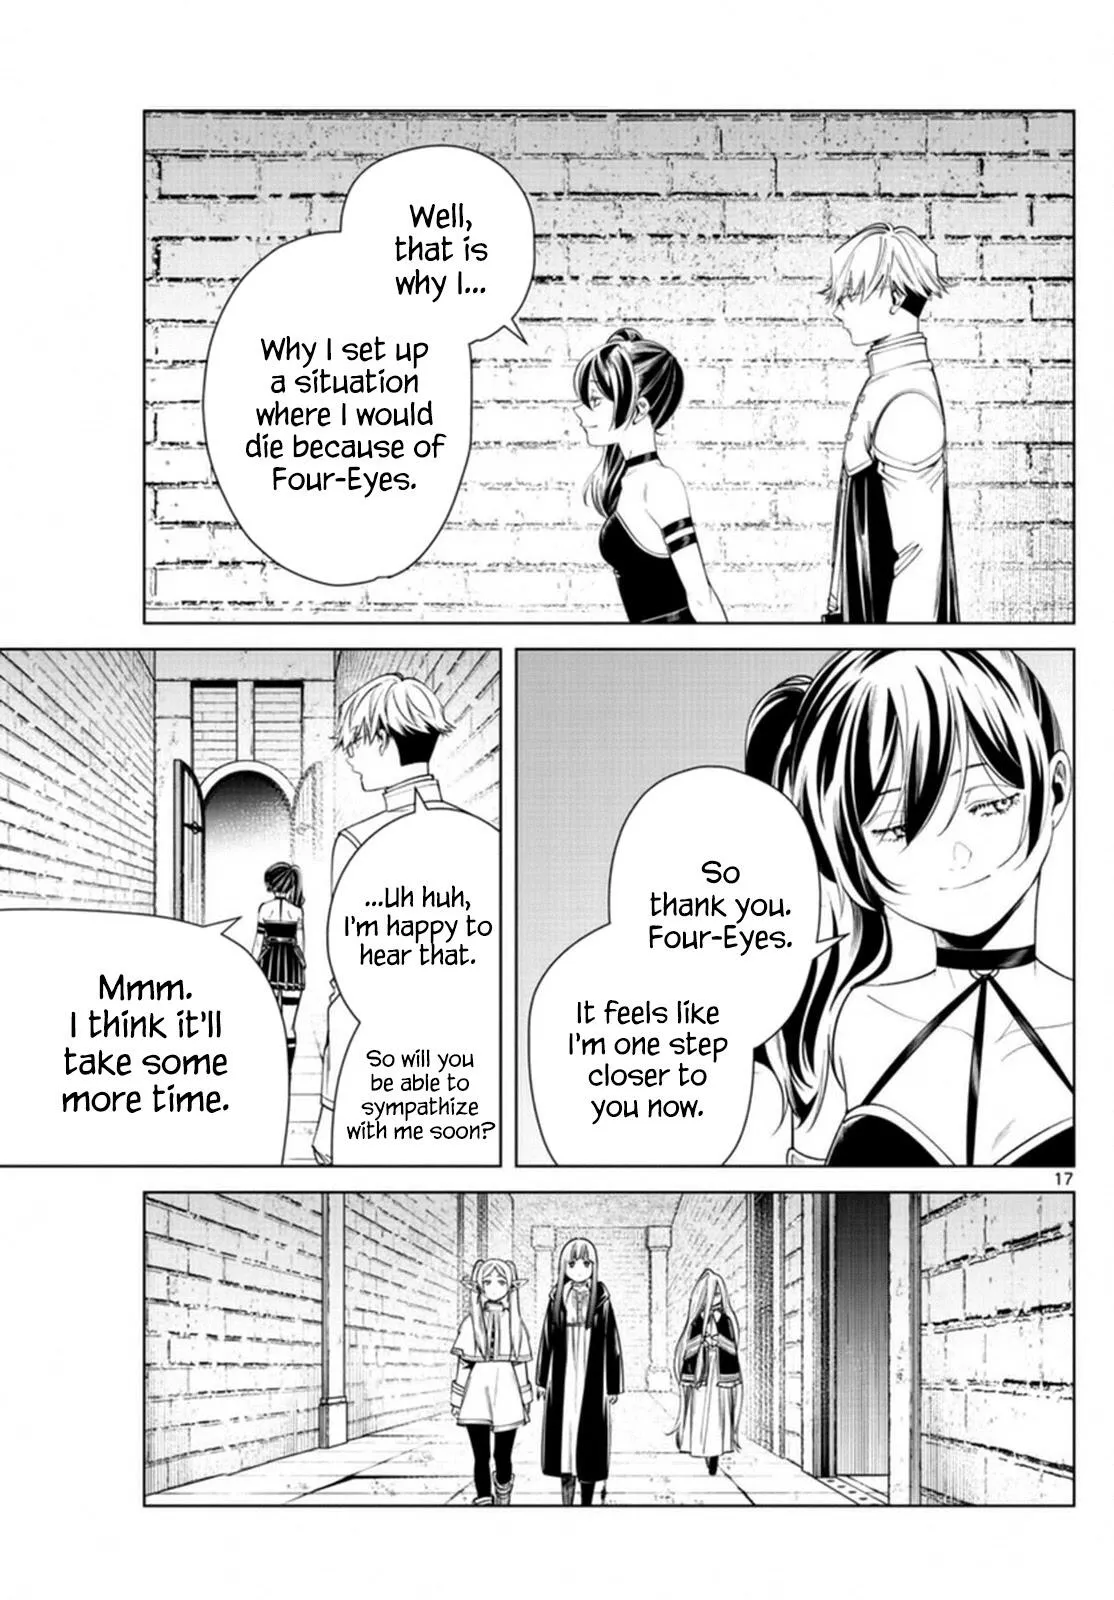 Well,
that is
why I...
Why I set up
a situation
where I would
die because of
Four-Eyes.
So
thank you.
Four-Eyes.
It feels like
I'm one step
closer to
you now.
...Uh huh,
I'm happy to
hear that.
So will you
be able to
sympathize
with me soon?
Mmm.
I think it'll
take some
more time.
17